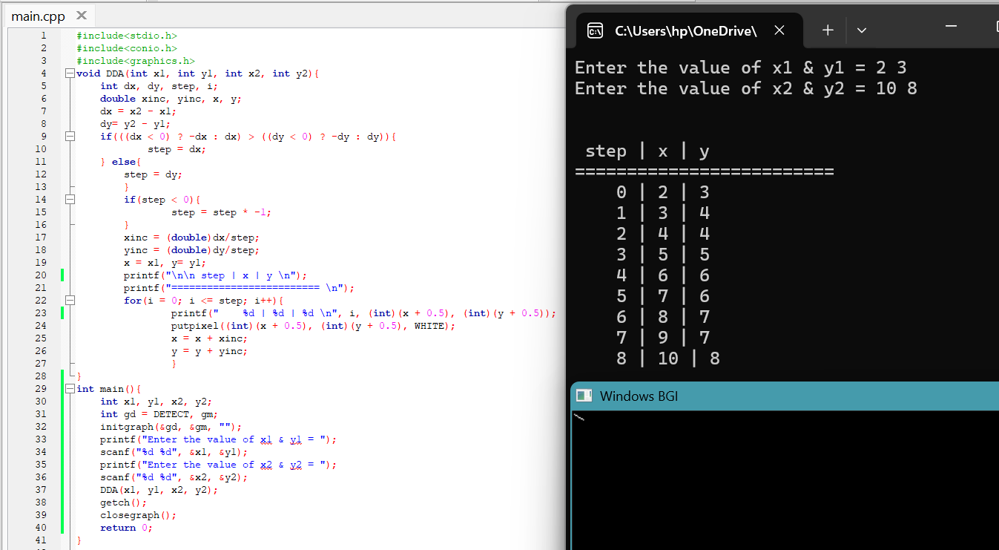 main.cpp
1 #include<stdio.h>
2 #include<conio.h>
3 #include<graphics.h>
4 void DDA(int x1, int y1, int x2, int y2){
5 int dx, dy, step, i;
6 double xinc, yinc, x, y;
7 dx = x2 - x1;
8 dy= y2 - y1;
9 if(((dx < 0) ? -dx : dx) > ((dy < 0) ? -dy : dy)){
10 step = dx;
11 } else{
12 step = dy;
13 }
14 if(step < 0){
15 step = step * -1;
16 }
17 xinc = (double)dx/step;
18 yinc = (double)dy/step;
19 x = x1, y= y1;
20 printf("\n\n step | x | y \n");
21 printf("========================= \n");
22 for(i = 0; i <= step; i++){
23 printf("    %d | %d | %d \n", i, (int)(x + 0.5), (int)(y + 0.5));
24 putpixel((int)(x + 0.5), (int)(y + 0.5), WHITE);
25 x = x + xinc;
26 y = y + yinc;
27 }
28 }
29 int main(){
30 int x1, y1, x2, y2;
31 int gd = DETECT, gm;
32 initgraph(&gd, &gm, "");
33 printf("Enter the value of x1 & y1 = ");
34 scanf("%d %d", &x1, &y1);
35 printf("Enter the value of x2 & y2 = ");
36 scanf("%d %d", &x2, &y2);
37 DDA(x1, y1, x2, y2);
38 getch();
39 closegraph();
40 return 0;
41 }
C:\Users\hp\OneDrive\
Enter the value of x1 & y1 = 2 3
Enter the value of x2 & y2 = 10 8
step | x | y
=========================
0 | 2 | 3
1 | 3 | 4
2 | 4 | 4
3 | 5 | 5
4 | 6 | 6
5 | 7 | 6
6 | 8 | 7
7 | 9 | 7
8 | 10 | 8
Windows BGI